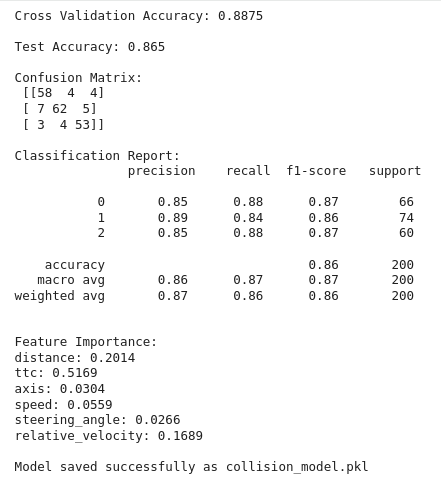 Cross Validation Accuracy: 0.8875
Test Accuracy: 0.865
Confusion Matrix:
[[58  4  4]
[ 7 62  5]
[ 3  4 53]]
Classification Report:
precision    recall  f1-score   support
0       0.85      0.88      0.87        66
1       0.89      0.84      0.86        74
2       0.85      0.88      0.87        60
accuracy                           0.86       200
macro avg       0.86      0.87      0.87       200
weighted avg       0.87      0.86      0.86       200
Feature Importance:
distance: 0.2014
ttc: 0.5169
axis: 0.0304
speed: 0.0559
steering_angle: 0.0266
relative_velocity: 0.1689
Model saved successfully as collision_model.pkl